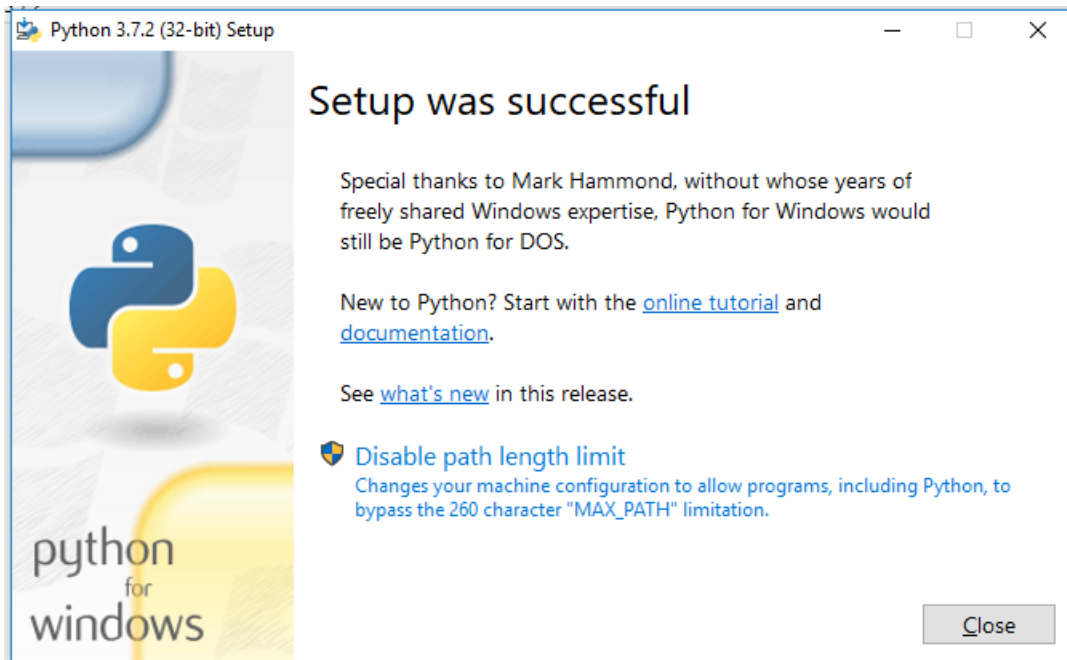 Python 3.7.2 (32-bit) Setup
Setup was successful
Special thanks to Mark Hammond, without whose years of
freely shared Windows expertise, Python for Windows would
still be Python for DOS.
New to Python? Start with the online tutorial and
documentation.
See what's new in this release.
Disable path length limit
Changes your machine configuration to allow programs, including Python, to
bypass the 260 character "MAX_PATH" limitation.
python
for
windows
Close